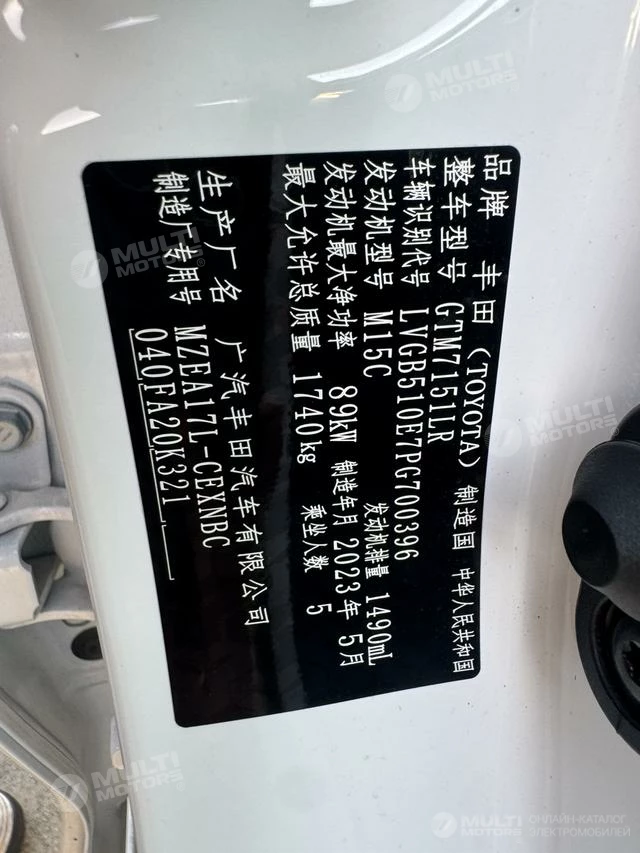 品牌 丰田 (TOYOTA) 制造国 中华人民共和国
整车型号 GTM7151LR
车辆识别代号 LVGB510E7PG700396
发动机型号 M15C 发动机排量 1490mL
发动机最大净功率 89kW 制造年月 2023年 5月
最大允许总质量 1740kg 乘坐人数 5
生产厂名 广汽丰田汽车有限公司
制造厂专用号 MZEA17L-CEXNBC
040FA20K321
MULTI MOTORS
MULTI MOTORS
MULTI MOTORS
MULTI MOTORS ОНЛАЙН-КАТАЛОГ ЭЛЕКТРОМОБИЛЕЙ